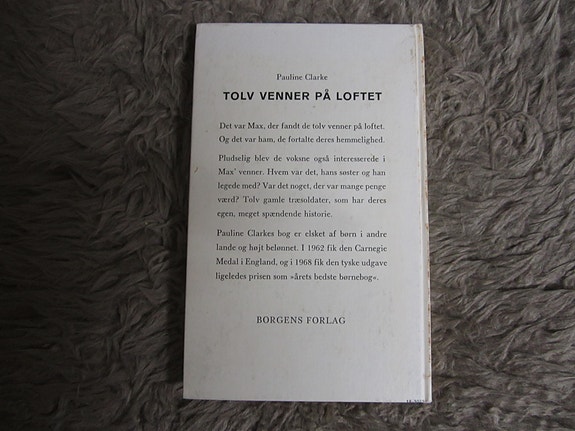 Pauline Clarke
TOLV VENNER PÅ LOFTET
Det var Max, der fandt de tolv venner på loftet.
Og det var ham, de fortalte deres hemmelighed.
Pludselig blev de voksne også interesserede i
Max' venner. Hvem var det, hans søster og han
legede med? Var det noget, der var mange penge
værd? Tolv gamle træsoldater, som har deres
egen, meget spændende historie.
Pauline Clarkes bog er elsket af børn i andre
lande og højt belønnet. I 1962 fik den Carnegie
Medal i England, og i 1968 fik den tyske udgave
ligeledes prisen som »årets bedste børnebog«.
BORGENS FORLAG